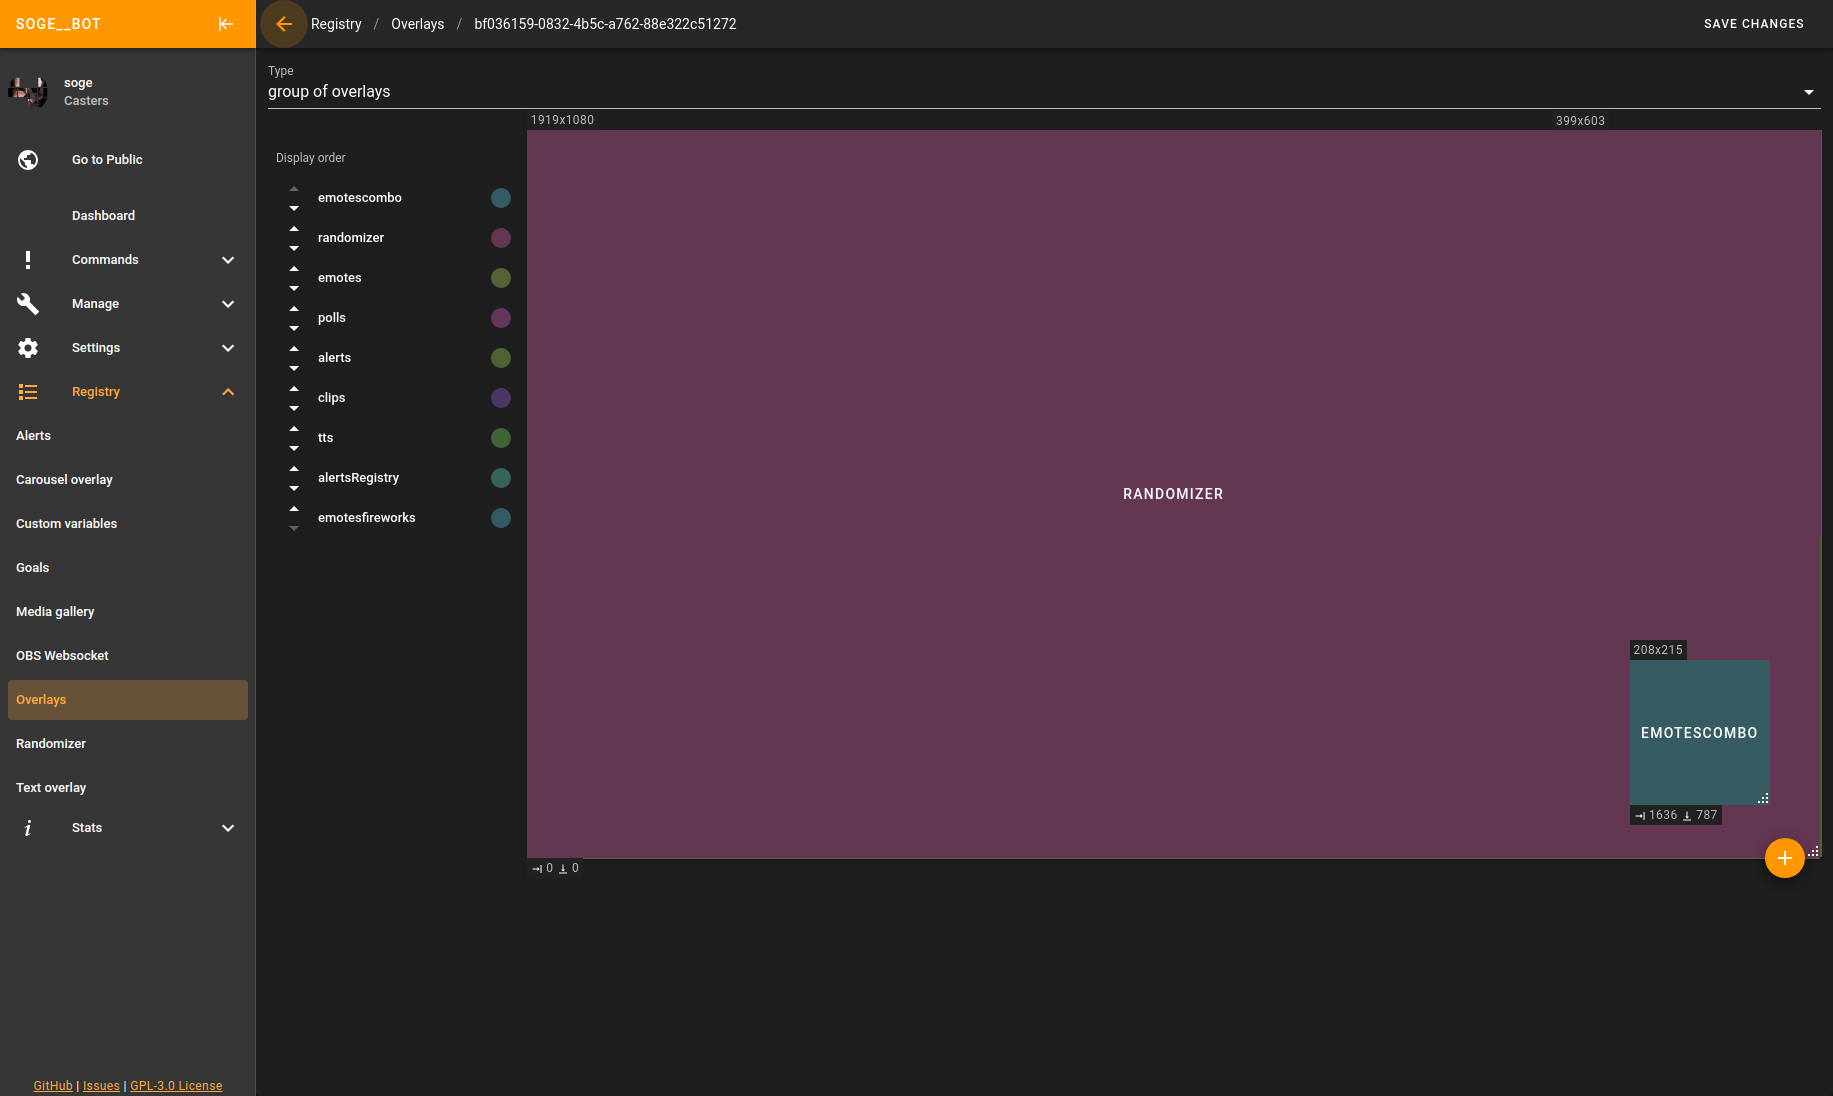 SOGE__BOT
Registry / Overlays / bf036159-0832-4b5c-a762-88e322c51272
SAVE CHANGES
soge
Casters
Go to Public
Dashboard
Commands
Manage
Settings
Registry
Alerts
Carousel overlay
Custom variables
Goals
Media gallery
OBS Websocket
Overlays
Randomizer
Text overlay
Stats
GitHub | Issues | GPL-3.0 License
Type
group of overlays
1919x1080
399x603
Display order
emotescombo
randomizer
emotes
polls
alerts
clips
tts
alertsRegistry
emotesfireworks
RANDOMIZER
208x215
EMOTESCOMBO
1636 787
0 0